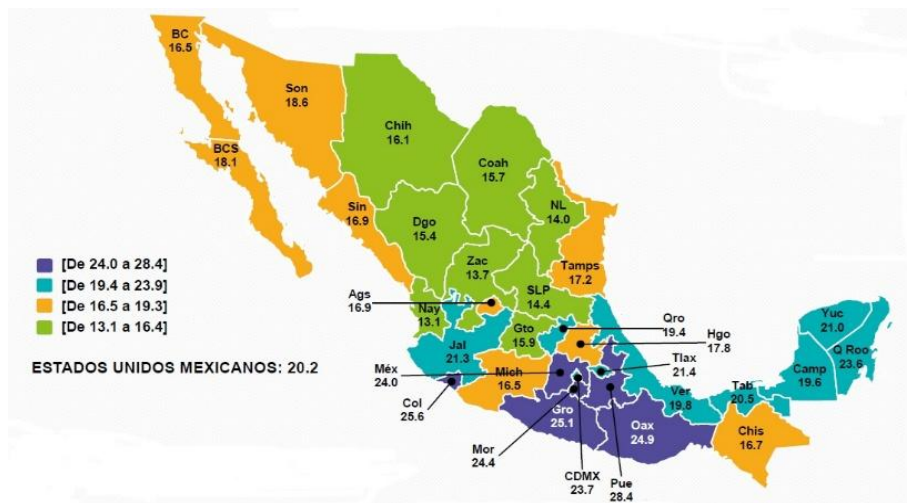 BC
16.5
Son
18.6
Chih
16.1
BCS
18.1
Coah
15.7
Sin
16.9
NL
14.0
Dgo
15.4
[De 24.0 a 28.4]
[De 19.4 a 23.9]
[De 16.5 a 19.3]
[De 13.1 a 16.4]
ESTADOS UNIDOS MEXICANOS: 20.2
Zac
13.7
Tamps
17.2
SLP
14.4
Ags
16.9
Nay
13.1
Gto
15.9
Qro
19.4
Hgo
17.8
Yuc
21.0
Q Roo
23.6
Jal
21.3
Tlax
21.4
Méx
24.0
Mich
16.5
Camp
19.6
Col
25.6
Ver
19.8
Tab
20.5
Gro
25.1
Oax
24.9
Chis
16.7
Mor
24.4
CDMX
23.7
Pue
28.4